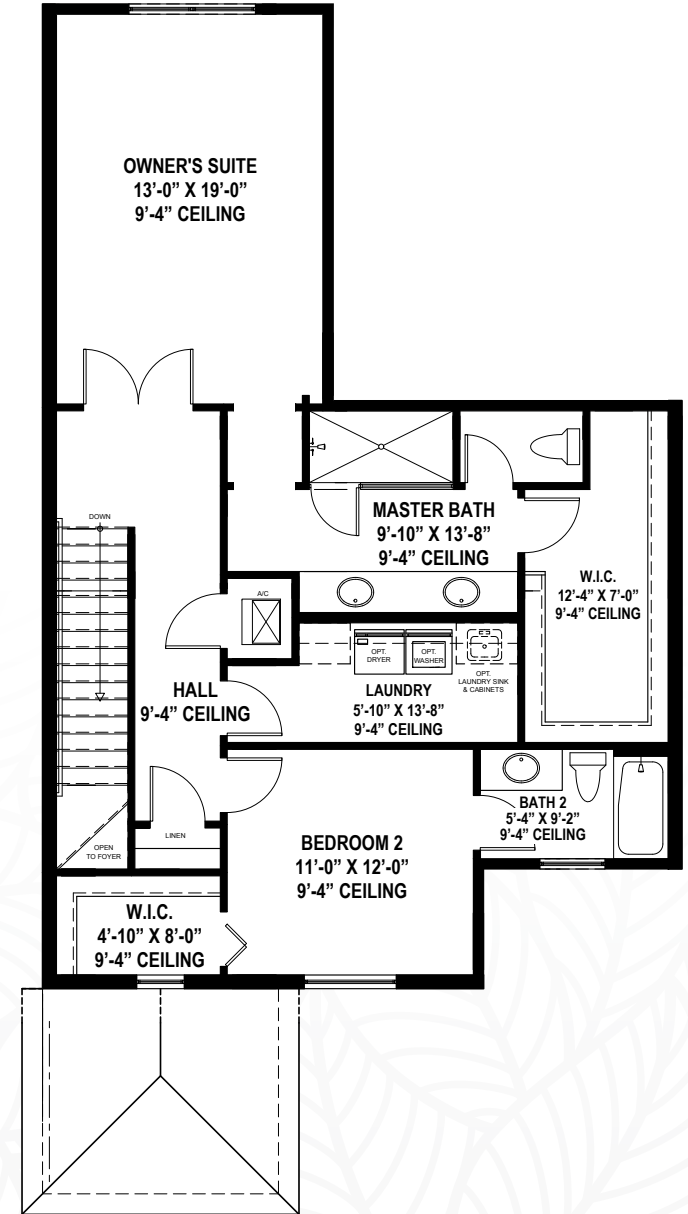 OWNER'S SUITE
13’-0” X 19’-0”
9’-4” CEILING
DOWN
MASTER BATH
9’-10” X 13’-8”
9’-4” CEILING
W.I.C.
12’-4” X 7’-0”
9’-4” CEILING
A/C
OPT.
DRYER
OPT.
WASHER
OPT.
LAUNDRY SINK
& CABINETS
HALL
9’-4” CEILING
LAUNDRY
5’-10” X 13’-8”
9’-4” CEILING
LINEN
OPEN
TO FOYER
BEDROOM 2
11’-0” X 12’-0”
9’-4” CEILING
BATH 2
5’-4” X 9’-2”
9’-4” CEILING
W.I.C.
4’-10” X 8’-0”
9’-4” CEILING